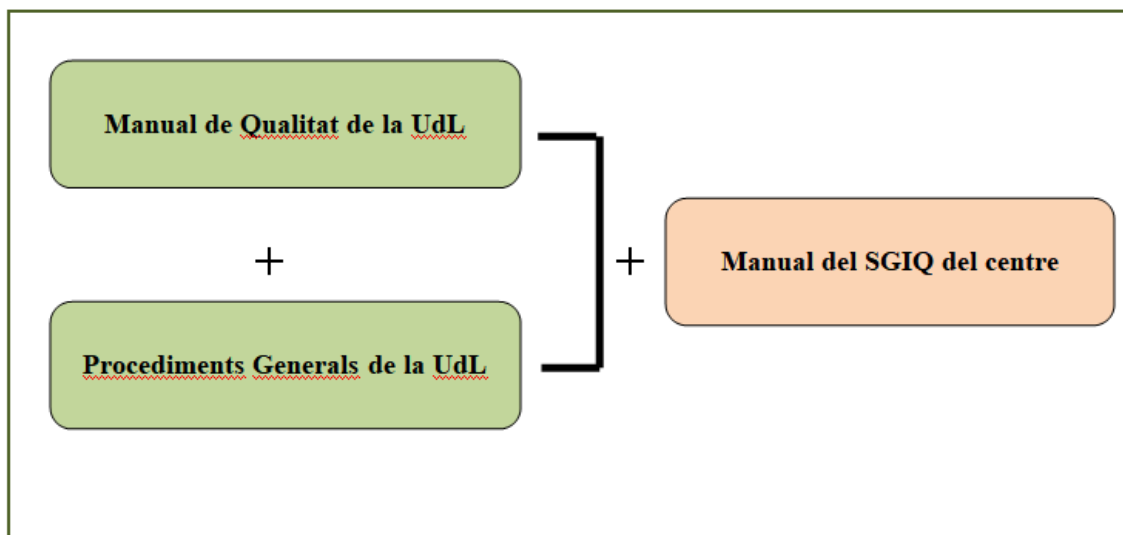 Manual de Qualitat de la UdL
+
+
Manual del SGIQ del centre
Procediments Generals de la UdL